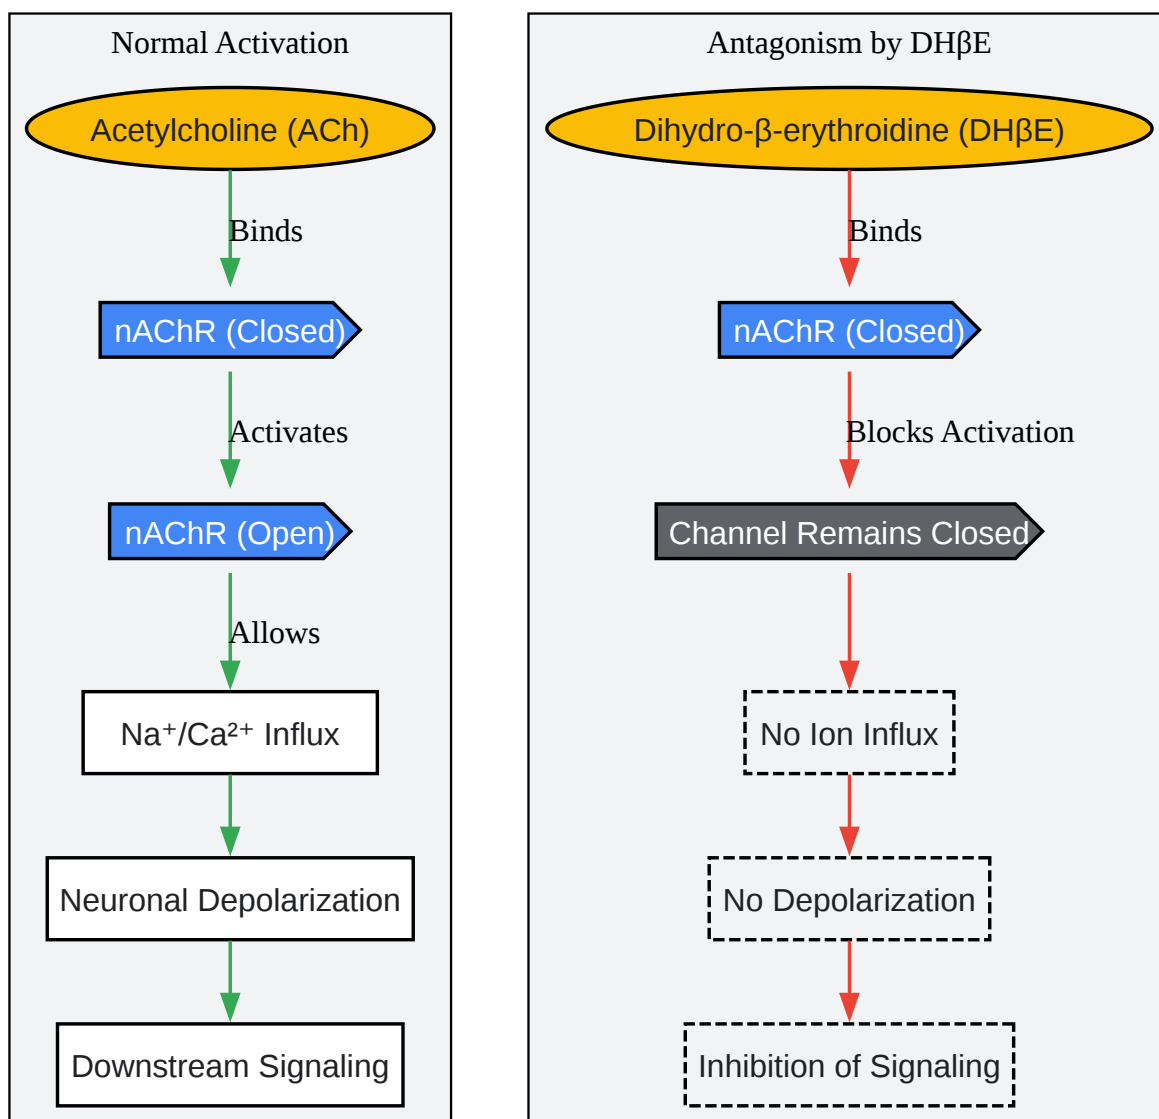 Normal Activation
Acetylcholine (ACh)
Binds
nAChR (Closed)
Activates
nAChR (Open)
Allows
Na⁺/Ca²⁺ Influx
Neuronal Depolarization
Downstream Signaling
Antagonism by DHβE
Dihydro-β-erythroidine (DHβE)
Binds
nAChR (Closed)
Blocks Activation
Channel Remains Closed
No Ion Influx
No Depolarization
Inhibition of Signaling